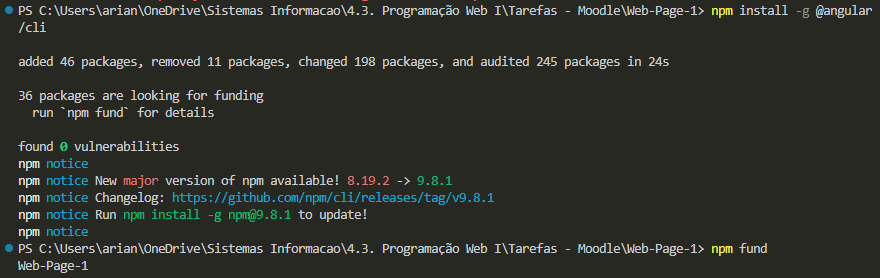 PS C:\Users\arian\OneDrive\Sistemas Informacao\4.3. Programação Web I\Tarefas - Moodle\Web-Page-1> npm install -g @angular
/cli
added 46 packages, removed 11 packages, changed 198 packages, and audited 245 packages in 24s
36 packages are looking for funding
  run `npm fund` for details
found 0 vulnerabilities
npm notice
npm notice New major version of npm available! 8.19.2 -> 9.8.1
npm notice Changelog: https://github.com/npm/cli/releases/tag/v9.8.1
npm notice Run npm install -g npm@9.8.1 to update!
npm notice
PS C:\Users\arian\OneDrive\Sistemas Informacao\4.3. Programação Web I\Tarefas - Moodle\Web-Page-1> npm fund
Web-Page-1